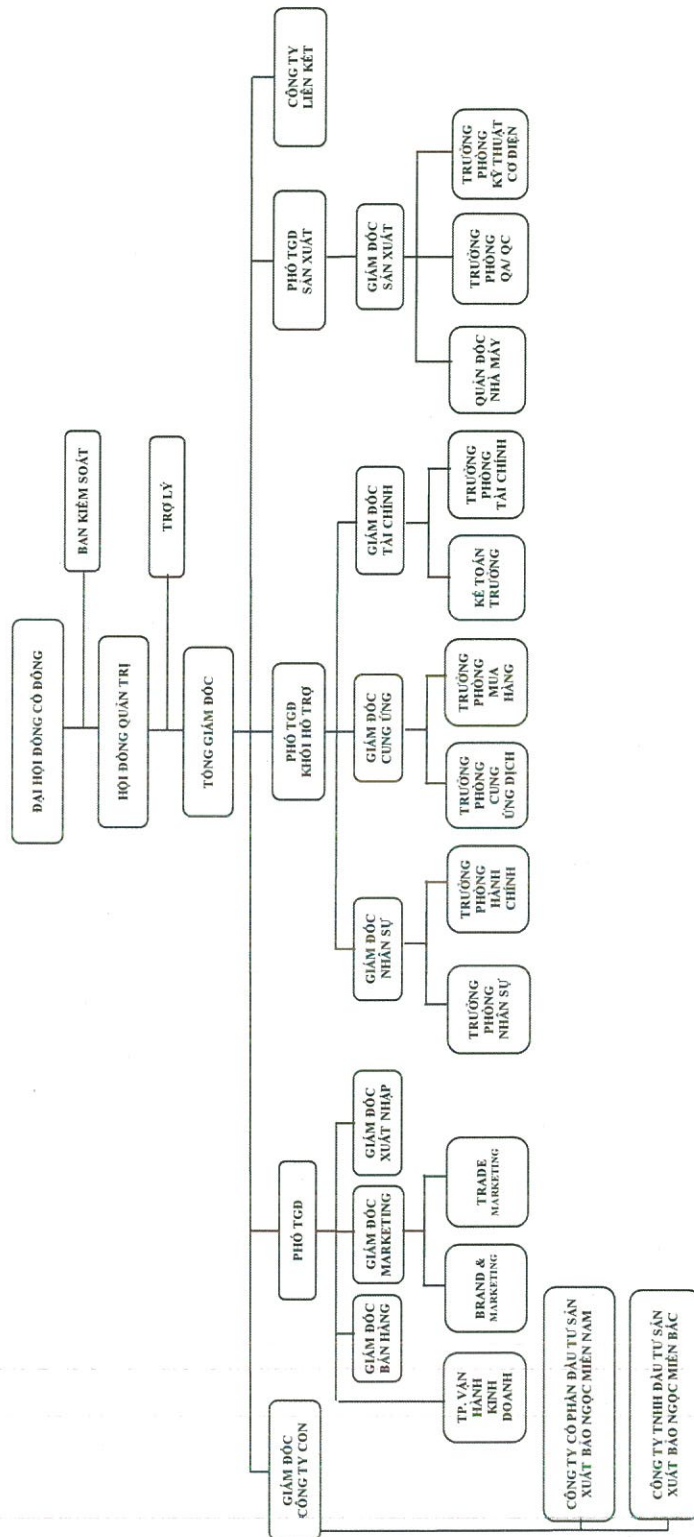 ĐẠI HỘI ĐỒNG CỔ ĐÔNG
BAN KIỂM SOÁT
HỘI ĐỒNG QUẢN TRỊ
TRỢ LÝ
TỔNG GIÁM ĐỐC
GIÁM ĐỐC
CÔNG TY CON
PHÓ TGĐ
PHÓ TGĐ
KHỐI HỖ TRỢ
PHÓ TGĐ
SẢN XUẤT
CÔNG TY
LIÊN KẾT
GIÁM ĐỐC
BÁN HÀNG
GIÁM ĐỐC
MARKETING
GIÁM ĐỐC
XUẤT NHẬP
GIÁM ĐỐC
NHÂN SỰ
GIÁM ĐỐC
CUNG ỨNG
GIÁM ĐỐC
TÀI CHÍNH
GIÁM ĐỐC
SẢN XUẤT
TP. VẬN
HÀNH
KINH
DOANH
BRAND &
MARKETING
TRADE
MARKETING
TRƯỞNG
PHÒNG
NHÂN SỰ
TRƯỞNG
PHÒNG
HÀNH
CHÍNH
TRƯỞNG
PHÒNG
CUNG
ỨNG DỊCH
TRƯỞNG
PHÒNG
MUA
HÀNG
KẾ TOÁN
TRƯỞNG
TRƯỞNG
PHÒNG
TÀI CHÍNH
QUẢN ĐỐC
NHÀ MÁY
TRƯỞNG
PHÒNG
QA/ QC
TRƯỞNG
PHÒNG
KỸ THUẬT
CƠ ĐIỆN
CÔNG TY CỔ PHẦN ĐẦU TƯ SẢN
XUẤT BẢO NGỌC MIỀN NAM
CÔNG TY TNHH ĐẦU TƯ SẢN
XUẤT BẢO NGỌC MIỀN BẮC